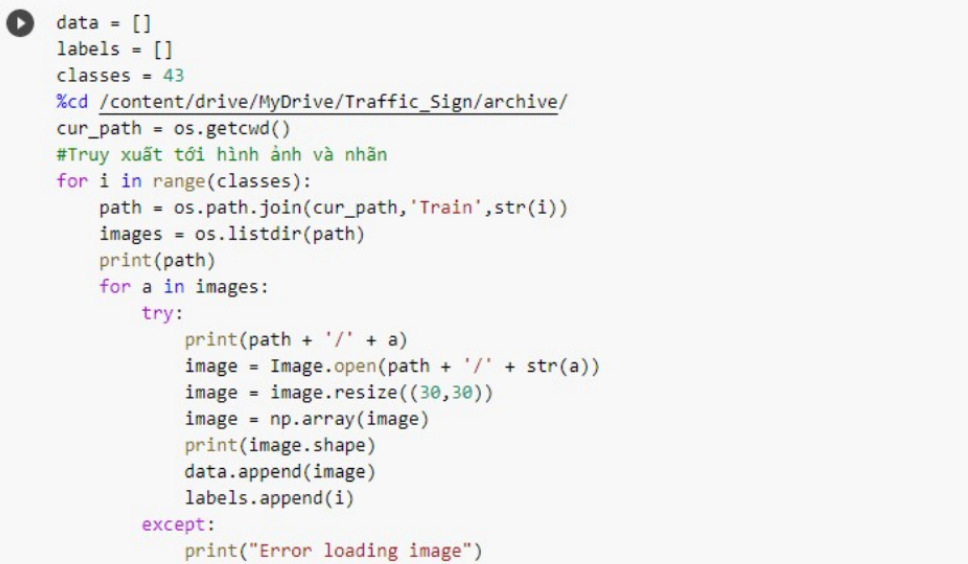 data = []
labels = []
classes = 43
%cd /content/drive/MyDrive/Traffic_Sign/archive/
cur_path = os.getcwd()
#Truy xuất tới hình ảnh và nhãn
for i in range(classes):
    path = os.path.join(cur_path,'Train',str(i))
    images = os.listdir(path)
    print(path)
    for a in images:
        try:
            print(path + '/' + a)
            image = Image.open(path + '/' + str(a))
            image = image.resize((30,30))
            image = np.array(image)
            print(image.shape)
            data.append(image)
            labels.append(i)
        except:
            print("Error loading image")